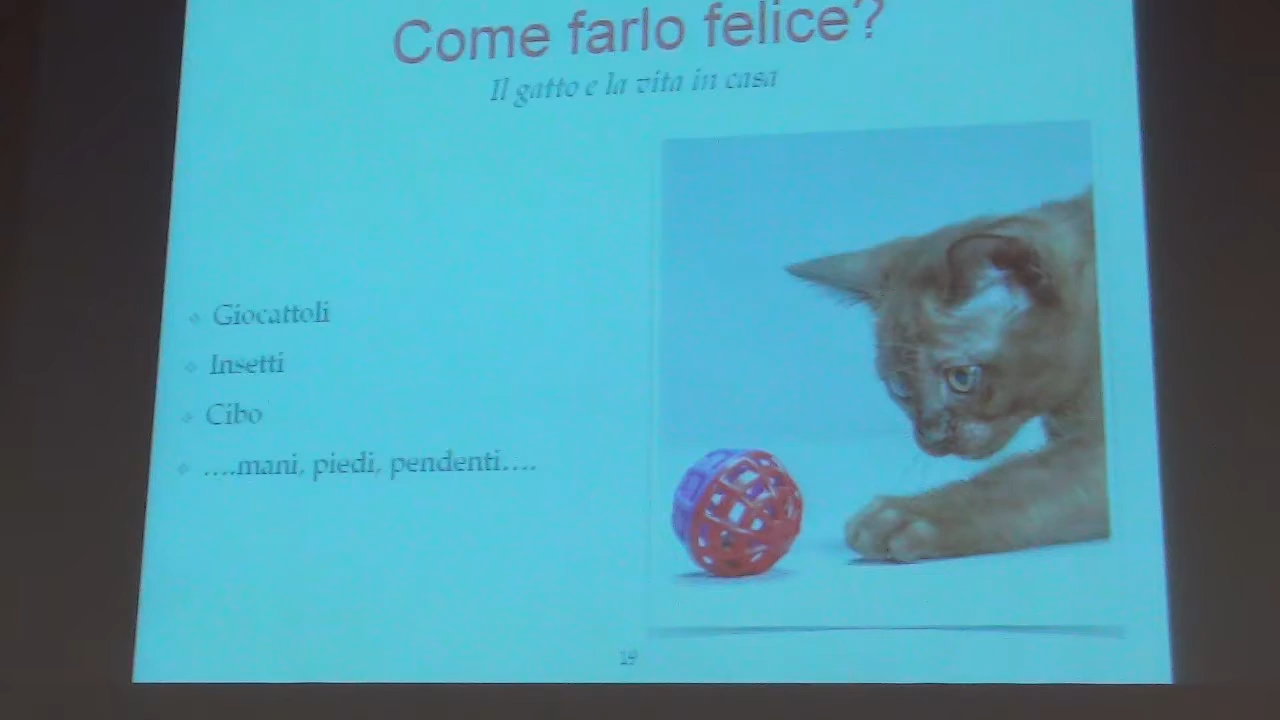 Come farlo felice?
Il gatto e la vita in casa
Giocattoli
Insetti
Cibo
....mani, piedi, pendenti....
19